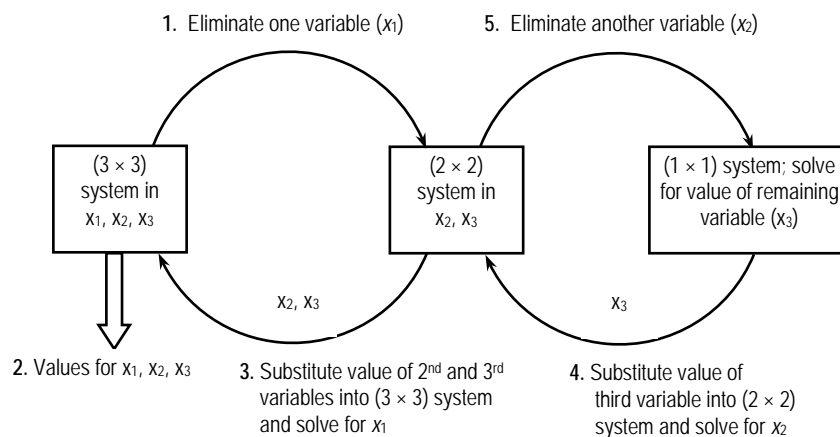 1. Eliminate one variable (x₁)
5. Eliminate another variable (x₂)
(3 × 3)
system in
x₁, x₂, x₃
(2 × 2)
system in
x₂, x₃
(1 × 1) system; solve
for value of remaining
variable (x₃)
x₂, x₃
x₃
2. Values for x₁, x₂, x₃
3. Substitute value of 2ⁿᵈ and 3ʳᵈ
variables into (3 × 3) system
and solve for x₁
4. Substitute value of
third variable into (2 × 2)
system and solve for x₂